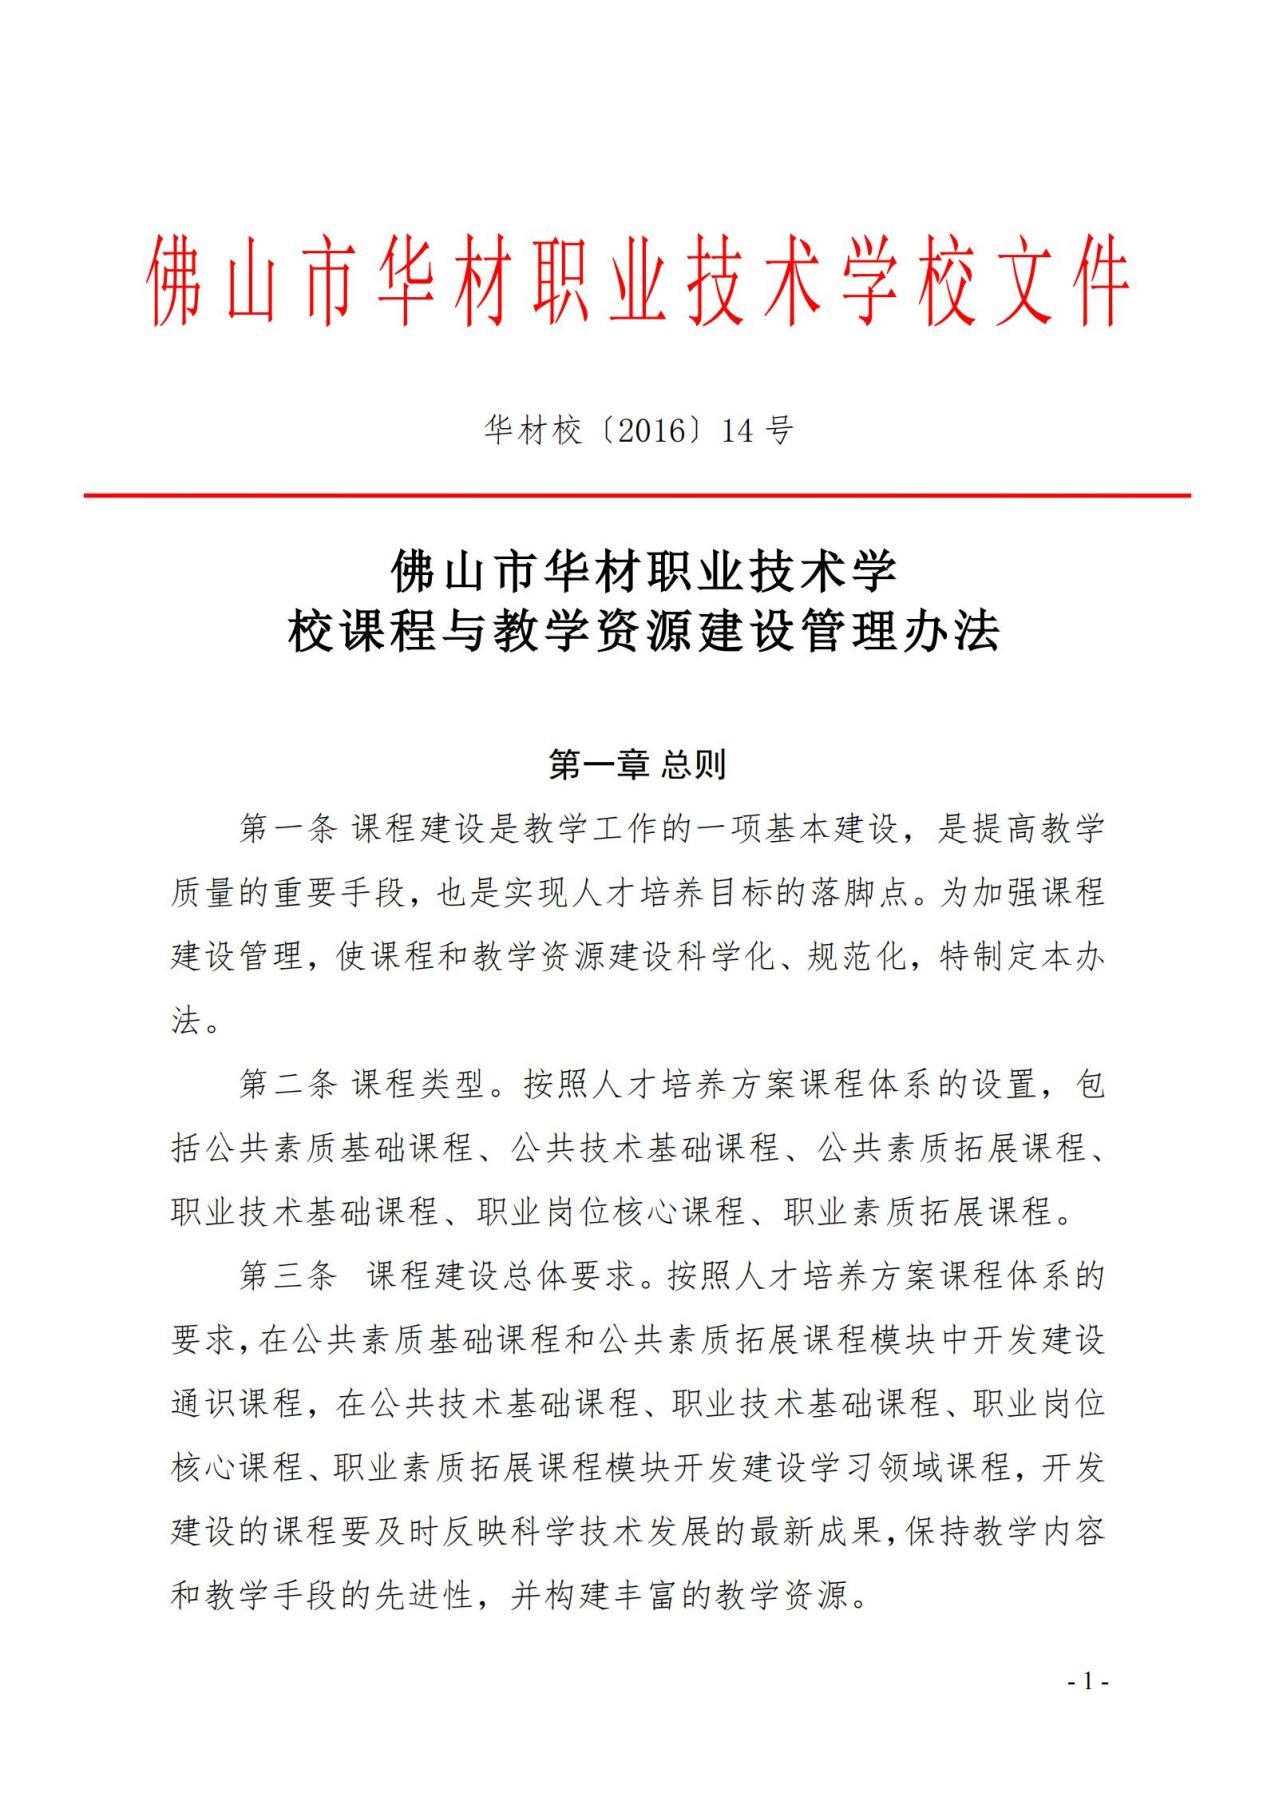 佛山市华材职业技术学校文件
华材校〔2016〕14 号
佛山市华材职业技术学
校课程与教学资源建设管理办法
第一章 总则
第一条 课程建设是教学工作的一项基本建设，是提高教学
质量的重要手段，也是实现人才培养目标的落脚点。为加强课程
建设管理，使课程和教学资源建设科学化、规范化，特制定本办
法。
第二条 课程类型。按照人才培养方案课程体系的设置，包
括公共素质基础课程、公共技术基础课程、公共素质拓展课程、
职业技术基础课程、职业岗位核心课程、职业素质拓展课程。
第三条 课程建设总体要求。按照人才培养方案课程体系的
要求，在公共素质基础课程和公共素质拓展课程模块中开发建设
通识课程，在公共技术基础课程、职业技术基础课程、职业岗位
核心课程、职业素质拓展课程模块开发建设学习领域课程，开发
建设的课程要及时反映科学技术发展的最新成果，保持教学内容
和教学手段的先进性，并构建丰富的教学资源。
- 1 -